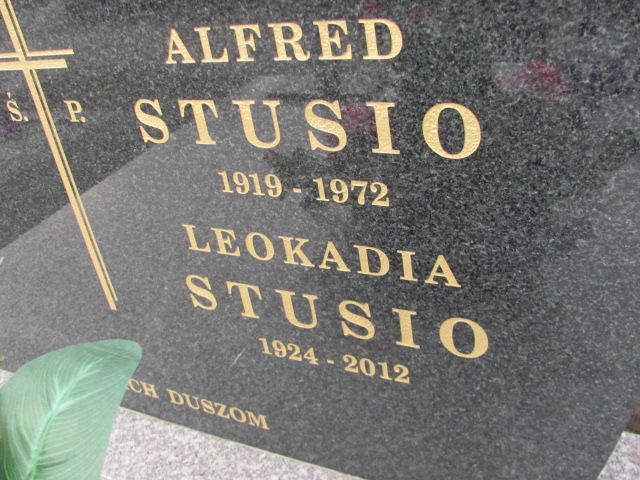 ALFRED
Ś. P. STUSIO
1919 - 1972
LEOKADIA
STUSIO
1924 - 2012
DUSZOM